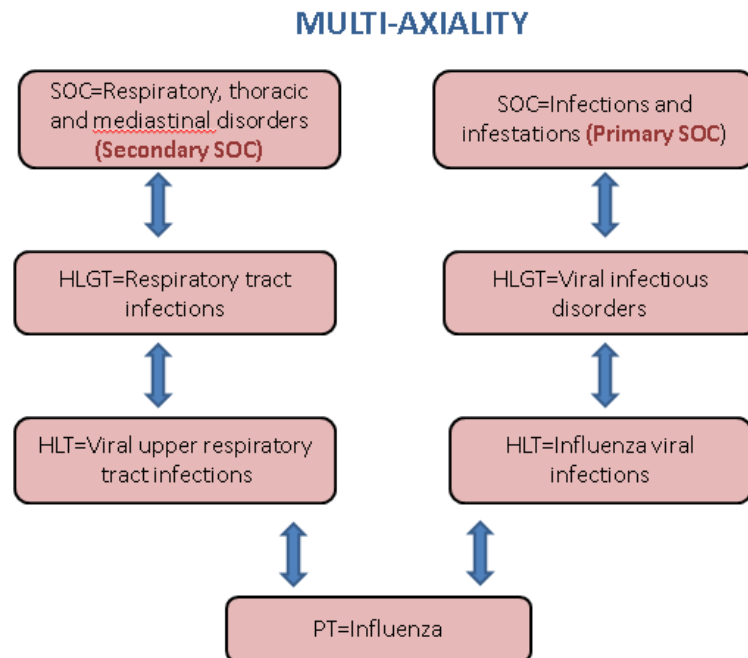 MULTI-AXIALITY
SOC=Respiratory, thoracic
and mediastinal disorders
(Secondary SOC)
SOC=Infections and
infestations (Primary SOC)
HLGT=Respiratory tract
infections
HLGT=Viral infectious
disorders
HLT=Viral upper respiratory
tract infections
HLT=Influenza viral
infections
PT=Influenza